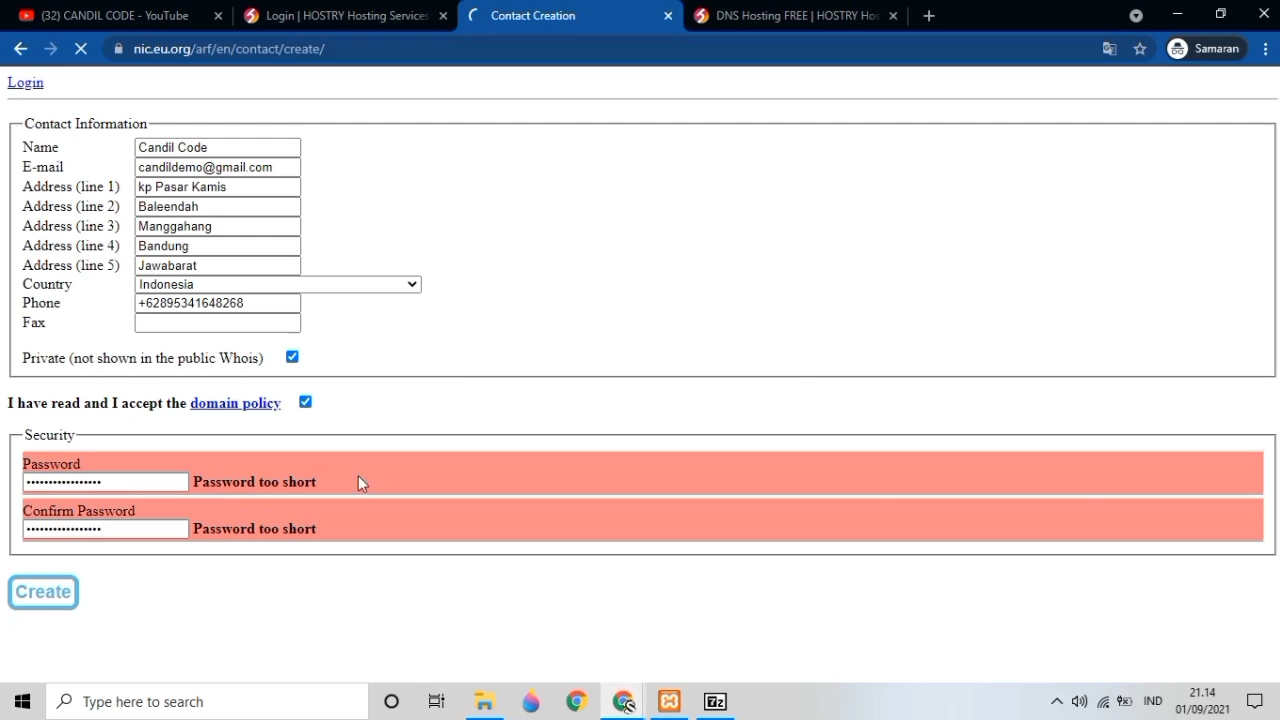 (32) CANDIL CODE - YouTube
Login | HOSTRY Hosting Services
Contact Creation
DNS Hosting FREE | HOSTRY Hos
nic.eu.org/arf/en/contact/create/
Samaran
Login
Contact Information
Name Candil Code
E-mail candildemo@gmail.com
Address (line 1) kp Pasar Kamis
Address (line 2) Baleendah
Address (line 3) Manggahang
Address (line 4) Bandung
Address (line 5) Jawabarat
Country Indonesia
Phone +62895341648268
Fax
Private (not shown in the public Whois)
I have read and I accept the domain policy
Security
Password
•••••••••••••••••• Password too short
Confirm Password
•••••••••••••••••• Password too short
Create
Type here to search
7z
IND
21.14
01/09/2021